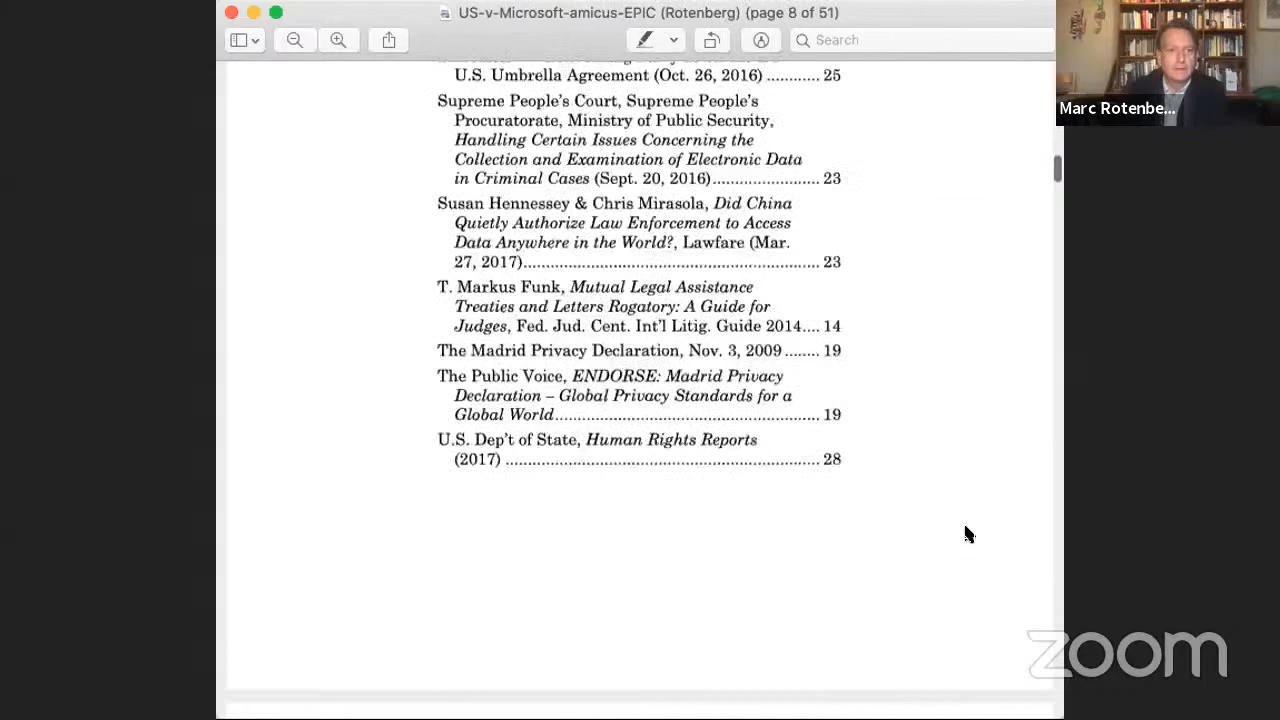 US-v-Microsoft-amicus-EPIC (Rotenberg) (page 8 of 51)
Search
Marc Rotenbe...
U.S. Umbrella Agreement (Oct. 26, 2016) ............ 25
Supreme People's Court, Supreme People's
Procuratorate, Ministry of Public Security,
Handling Certain Issues Concerning the
Collection and Examination of Electronic Data
in Criminal Cases (Sept. 20, 2016)....................... 23
Susan Hennessey & Chris Mirasola, Did China
Quietly Authorize Law Enforcement to Access
Data Anywhere in the World?, Lawfare (Mar.
27, 2017)................................................................ 23
T. Markus Funk, Mutual Legal Assistance
Treaties and Letters Rogatory: A Guide for
Judges, Fed. Jud. Cent. Int'l Litig. Guide 2014.... 14
The Madrid Privacy Declaration, Nov. 3, 2009 ........ 19
The Public Voice, ENDORSE: Madrid Privacy
Declaration – Global Privacy Standards for a
Global World.......................................................... 19
U.S. Dep't of State, Human Rights Reports
(2017) .................................................................... 28
zoom